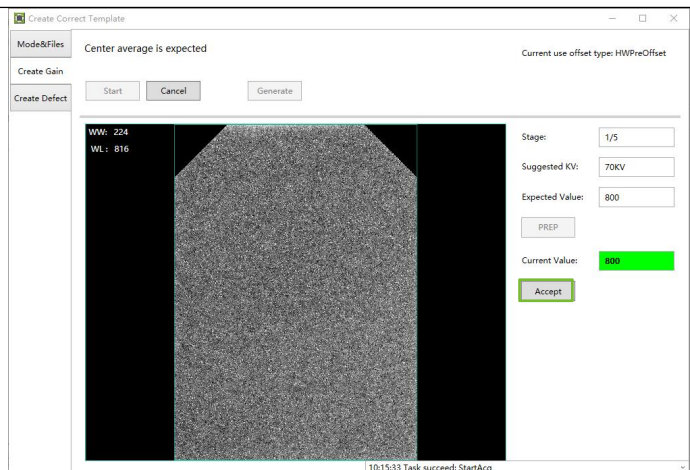 Create Correct Template
Mode&Files
Create Gain
Create Defect
Center average is expected
Current use offset type: HWPreOffset
Start
Cancel
Generate
WW: 224
WL: 816
Stage:
1/5
Suggested KV:
70KV
Expected Value:
800
PREP
Current Value:
800
Accept
10:15:33 Task succeed: StartAcq